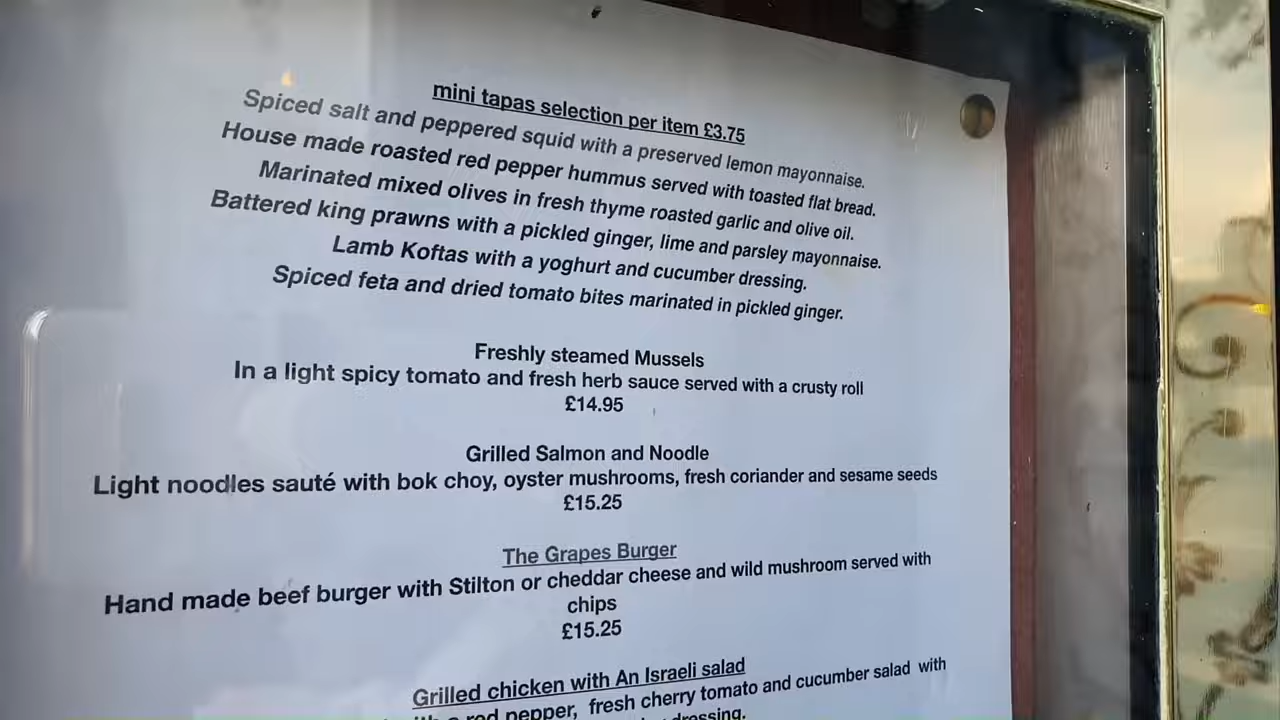 mini tapas selection per item £3.75
Spiced salt and peppered squid with a preserved lemon mayonnaise.
House made roasted red pepper hummus served with toasted flat bread.
Marinated mixed olives in fresh thyme roasted garlic and olive oil.
Battered king prawns with a pickled ginger, lime and parsley mayonnaise.
Lamb Koftas with a yoghurt and cucumber dressing.
Spiced feta and dried tomato bites marinated in pickled ginger.
Freshly steamed Mussels
In a light spicy tomato and fresh herb sauce served with a crusty roll
£14.95
Grilled Salmon and Noodle
Light noodles sauté with bok choy, oyster mushrooms, fresh coriander and sesame seeds
£15.25
The Grapes Burger
Hand made beef burger with Stilton or cheddar cheese and wild mushroom served with
chips
£15.25
Grilled chicken with An Israeli salad
red pepper, fresh cherry tomato and cucumber salad with
dressing.